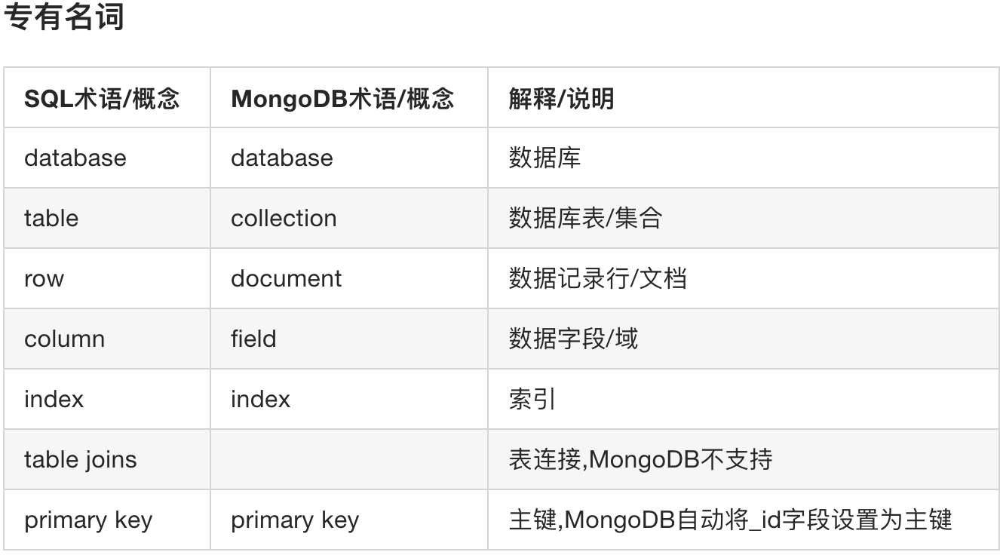 专有名词
SQL术语/概念 MongoDB术语/概念 解释/说明
database database 数据库
table collection 数据库表/集合
row document 数据记录行/文档
column field 数据字段/域
index index 索引
table joins 表连接,MongoDB不支持
primary key primary key 主键,MongoDB自动将_id字段设置为主键